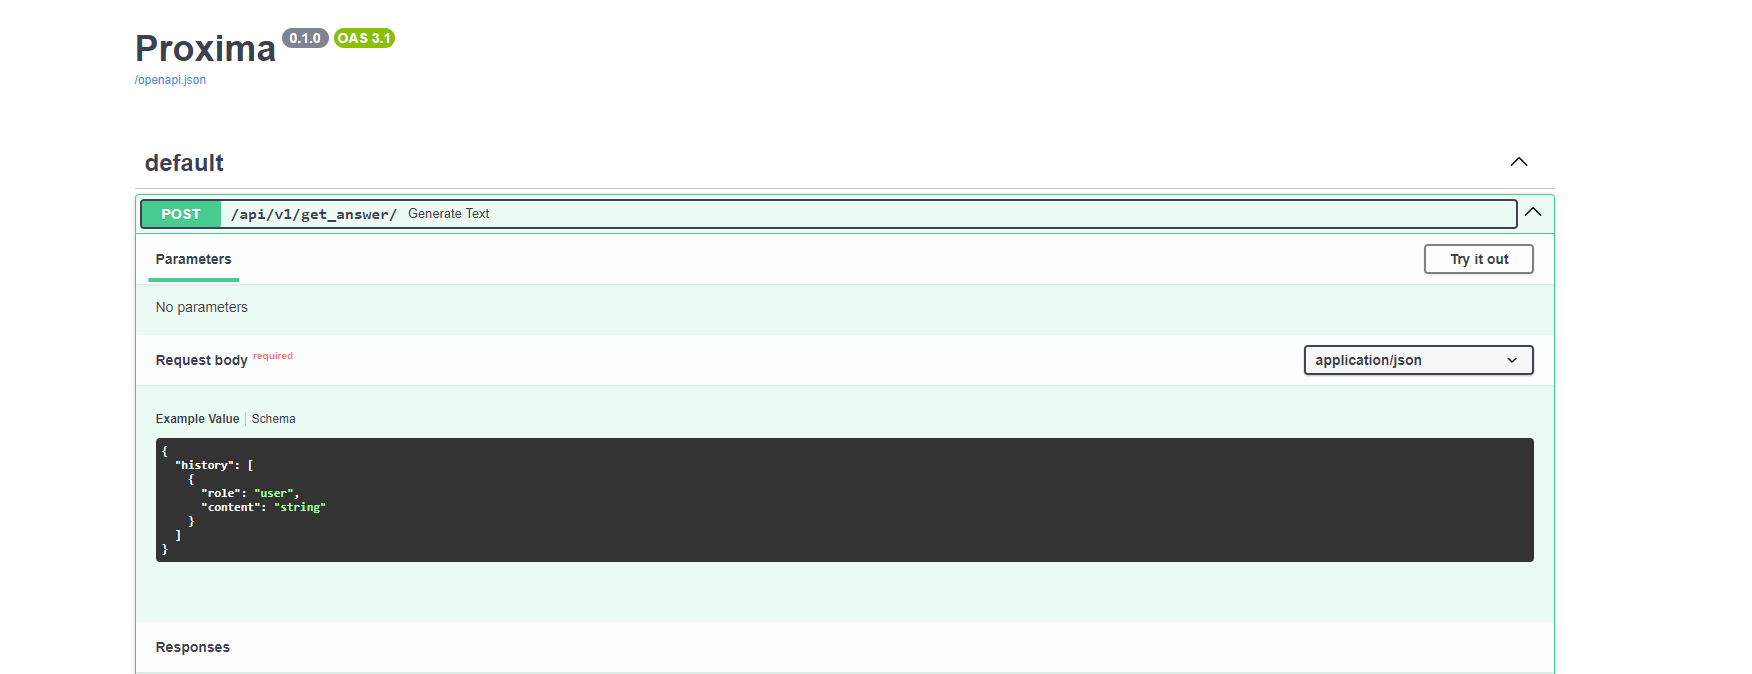 Proxima 0.1.0 OAS 3.1
/openapi.json
default
POST /api/v1/get_answer/ Generate Text
Parameters
Try it out
No parameters
Request body required
application/json
Example Value Schema
{
  "history": [
    {
      "role": "user",
      "content": "string"
    }
  ]
}
Responses